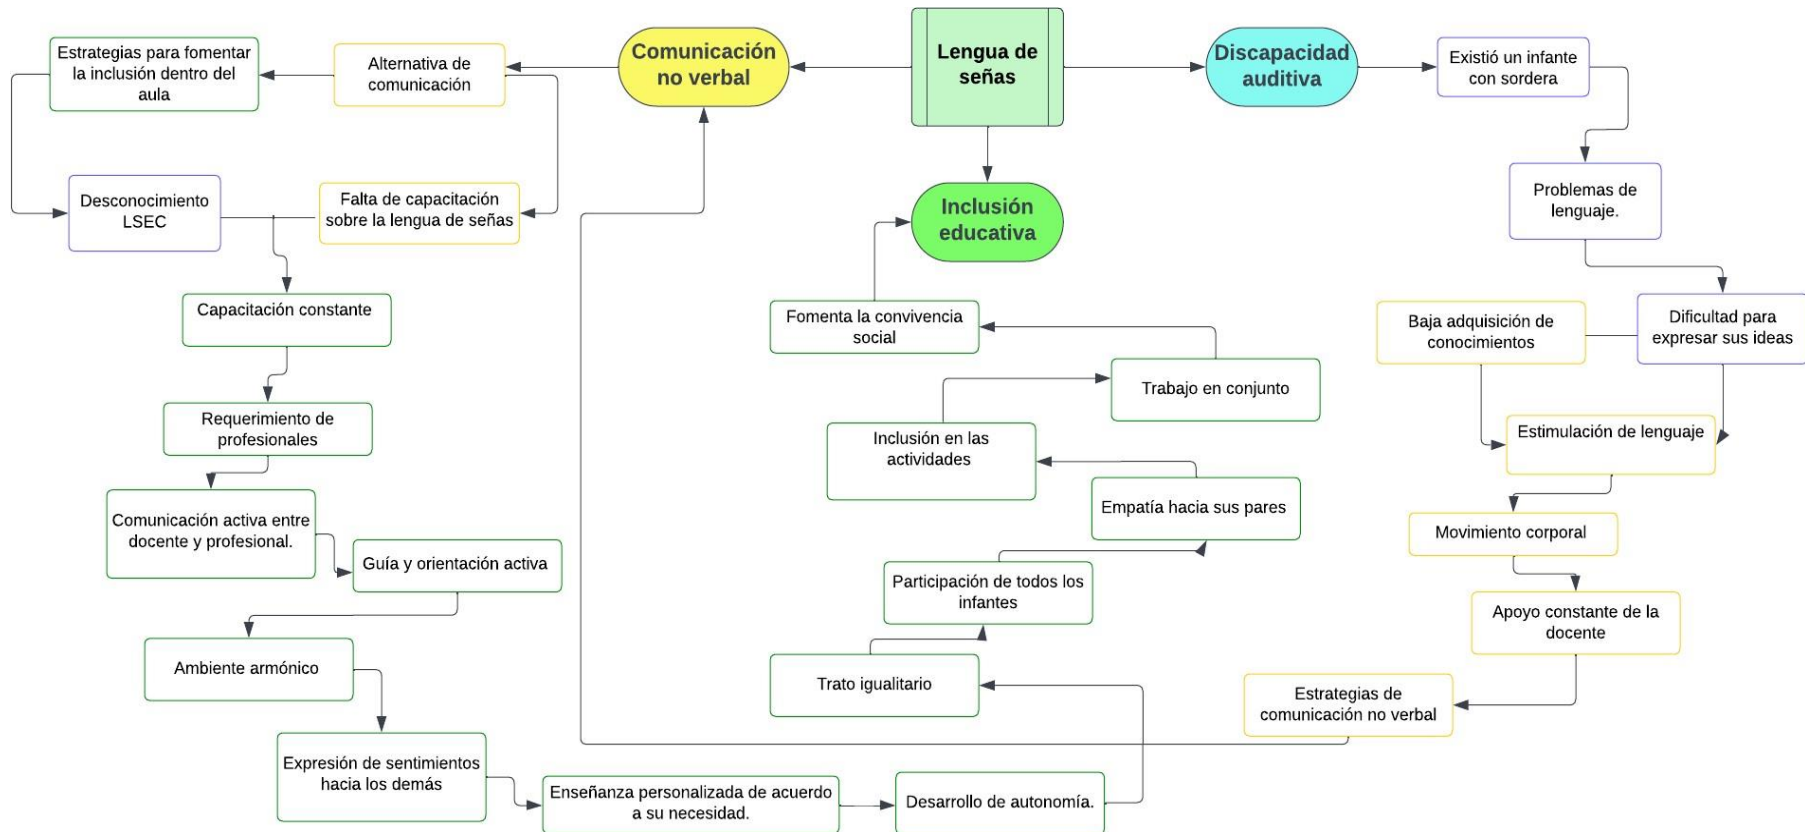 Lengua de
señas
Comunicación
no verbal
Alternativa de
comunicación
Estrategias para fomentar
la inclusión dentro del
aula
Desconocimiento
LSEC
Falta de capacitación
sobre la lengua de señas
Capacitación constante
Requerimiento de
profesionales
Comunicación activa entre
docente y profesional.
Guía y orientación activa
Ambiente armónico
Expresión de sentimientos
hacia los demás
Enseñanza personalizada de acuerdo
a su necesidad.
Desarrollo de autonomía.
Trato igualitario
Participación de todos los
infantes
Empatía hacia sus pares
Inclusión en las
actividades
Trabajo en conjunto
Fomenta la convivencia
social
Inclusión
educativa
Discapacidad
auditiva
Existió un infante
con sordera
Problemas de
lenguaje.
Dificultad para
expresar sus ideas
Baja adquisición de
conocimientos
Estimulación de lenguaje
Movimiento corporal
Apoyo constante de la
docente
Estrategias de
comunicación no verbal